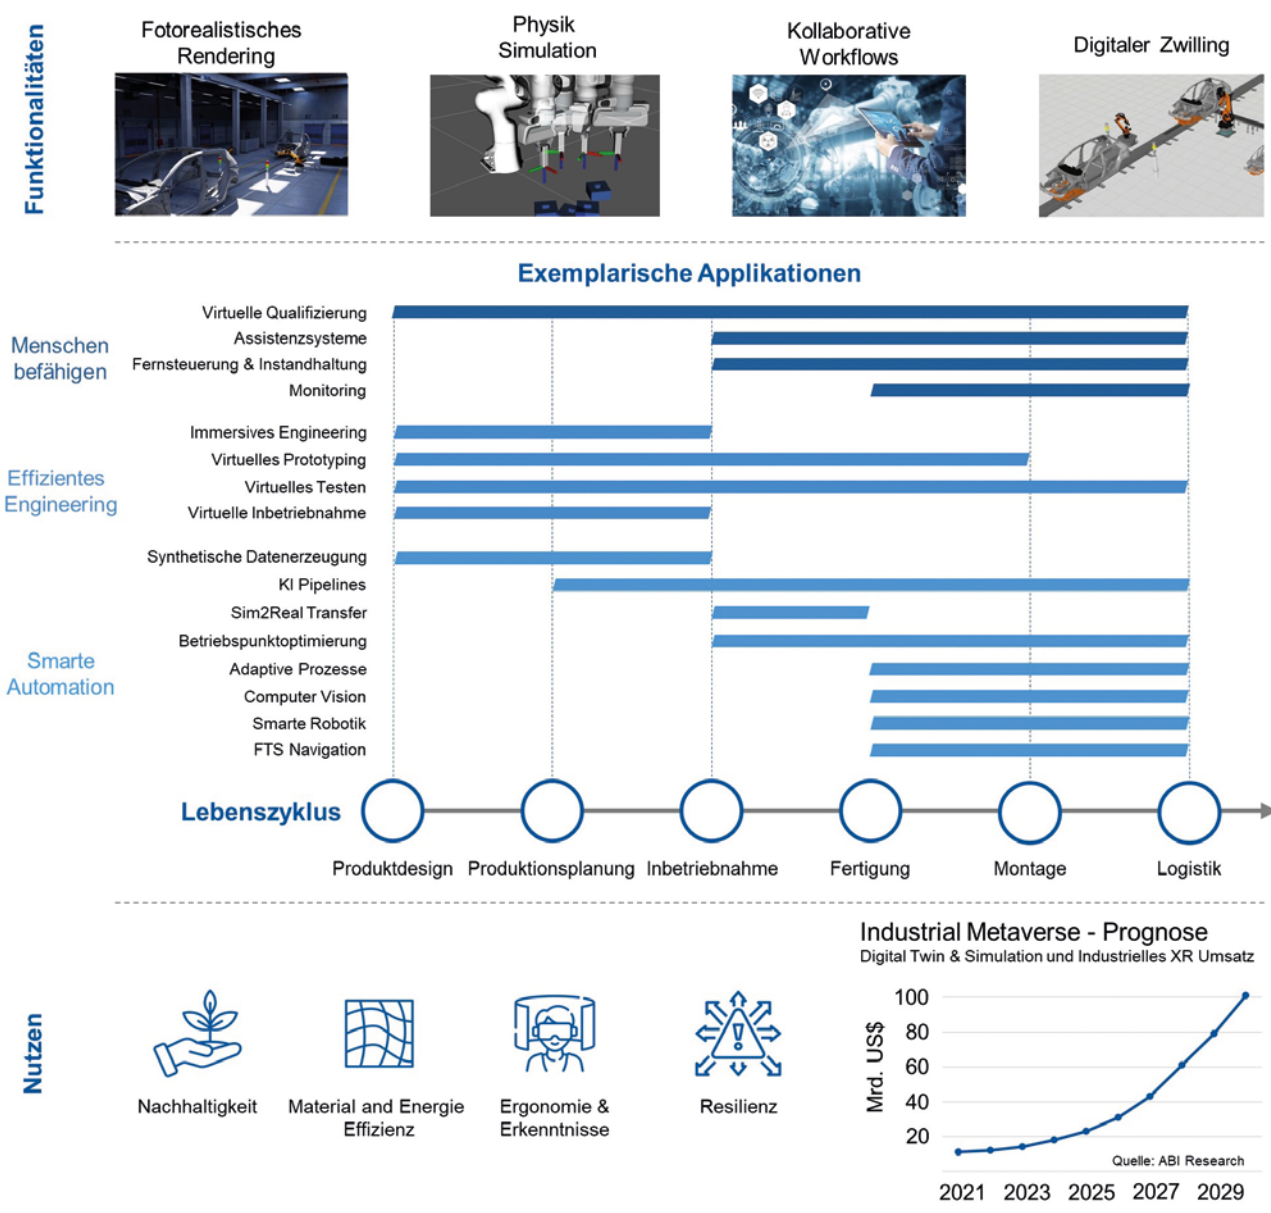 Funktionalitäten
Fotorealistisches
Rendering
Physik
Simulation
Kollaborative
Workflows
Digitaler Zwilling
Exemplarische Applikationen
Menschen
befähigen
Virtuelle Qualifizierung
Assistenzsysteme
Fernsteuerung & Instandhaltung
Monitoring
Effizientes
Engineering
Immersives Engineering
Virtuelles Prototyping
Virtuelles Testen
Virtuelle Inbetriebnahme
Smarte
Automation
Synthetische Datenerzeugung
KI Pipelines
Sim2Real Transfer
Betriebspunktoptimierung
Adaptive Prozesse
Computer Vision
Smarte Robotik
FTS Navigation
Lebenszyklus
Produktdesign
Produktionsplanung
Inbetriebnahme
Fertigung
Montage
Logistik
Nutzen
Nachhaltigkeit
Material and Energie
Effizienz
Ergonomie &
Erkenntnisse
Resilienz
Industrial Metaverse - Prognose
Digital Twin & Simulation und Industrielles XR Umsatz
Mrd. US$
100
80
60
40
20
Quelle: ABI Research
2021 2023 2025 2027 2029